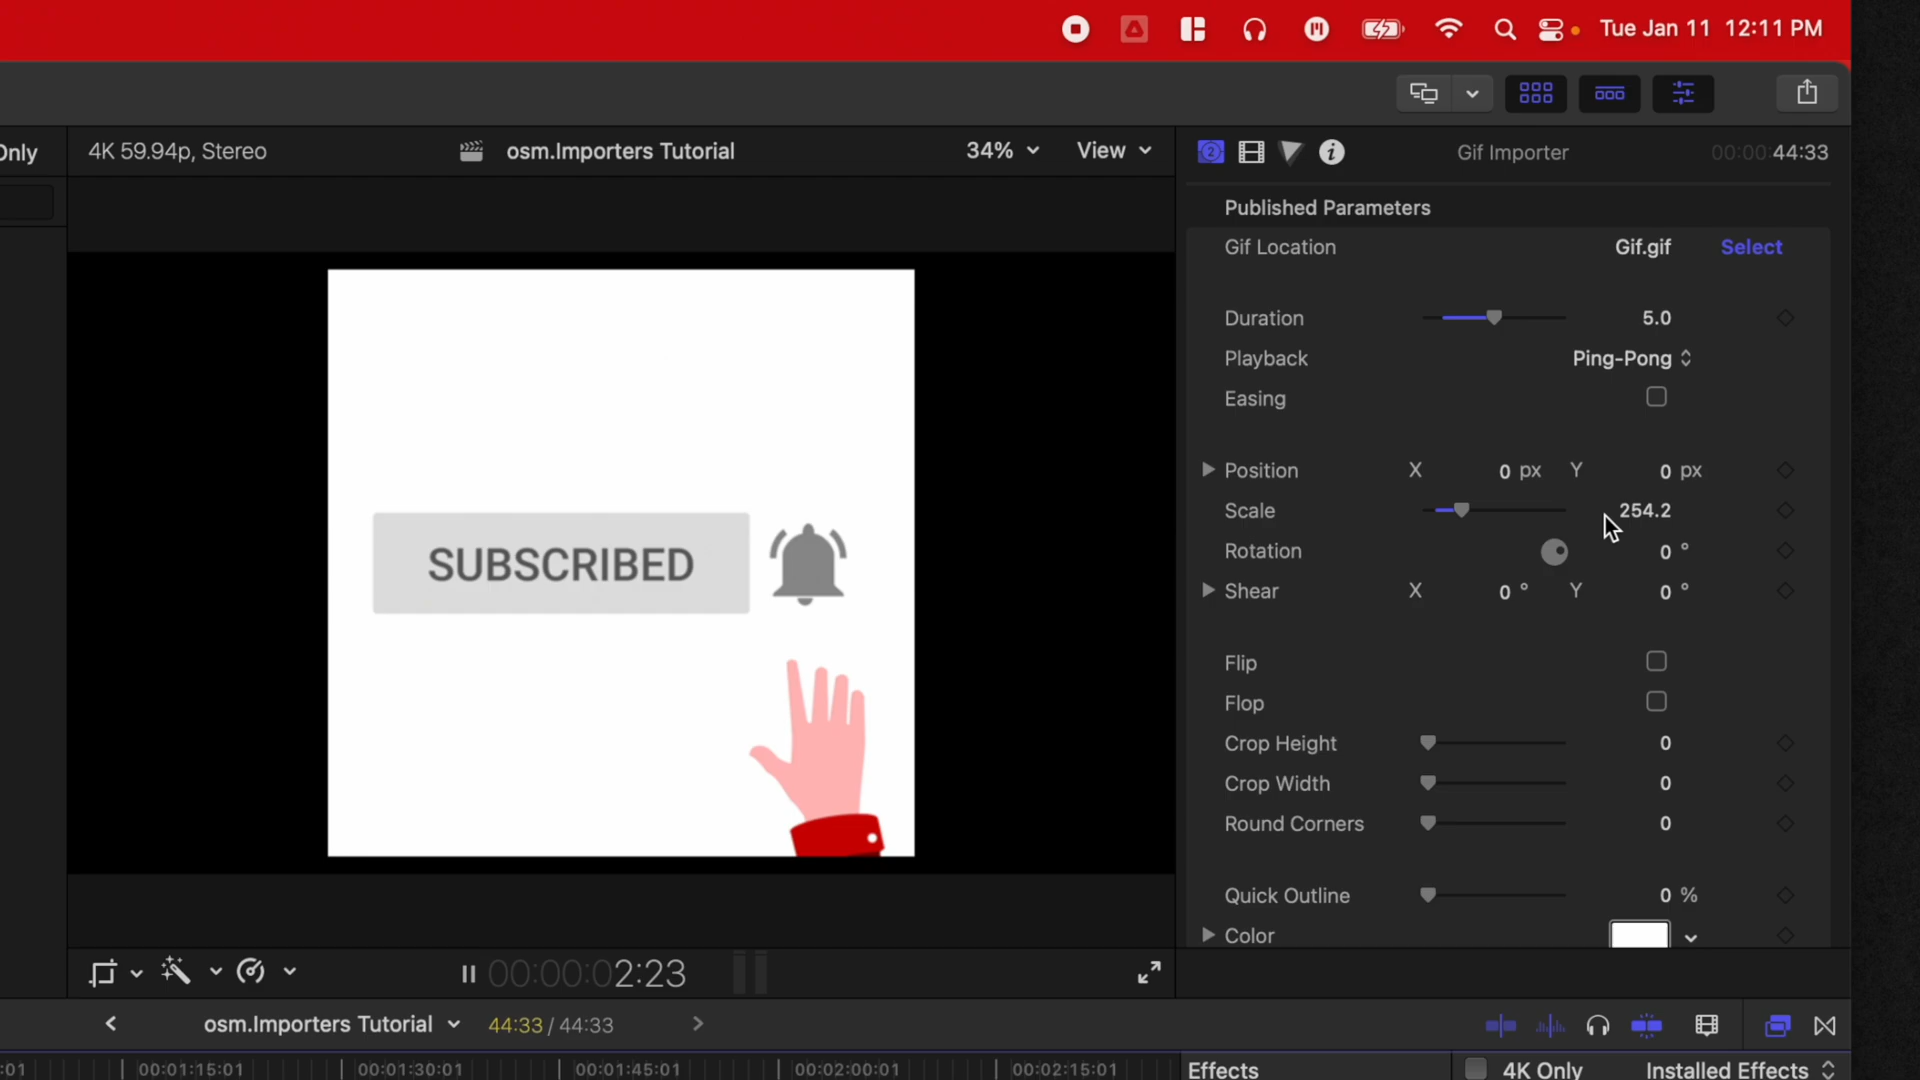 Tue Jan 11 12:11 PM
Only
4K 59.94p, Stereo
osm.Importers Tutorial
34%
View
2
Gif Importer
00:00:44:33
Published Parameters
Gif Location Gif.gif Select
Duration 5.0
Playback Ping-Pong
Easing
Position X 0 px Y 0 px
Scale 254.2
Rotation 0 °
Shear X 0 ° Y 0 °
Flip
Flop
Crop Height 0
Crop Width 0
Round Corners 0
Quick Outline 0 %
Color
SUBSCRIBED
00:00:02:23
osm.Importers Tutorial 44:33 / 44:33
:01 00:01:15:01 00:01:30:01 00:01:45:01 00:02:00:01 00:02:15:01
Effects 4K Only Installed Effects